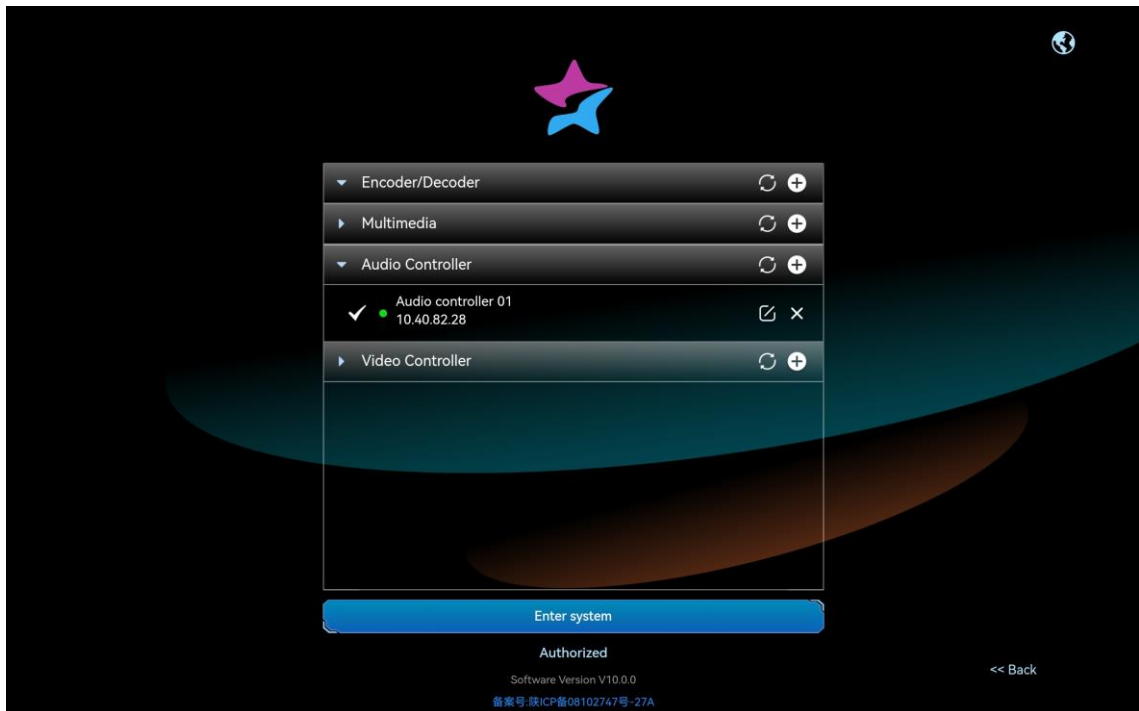 Encoder/Decoder
Multimedia
Audio Controller
Audio controller 01
10.40.82.28
Video Controller
Enter system
Authorized
<< Back
Software Version V10.0.0
备案号:陕ICP备08102747号-27A